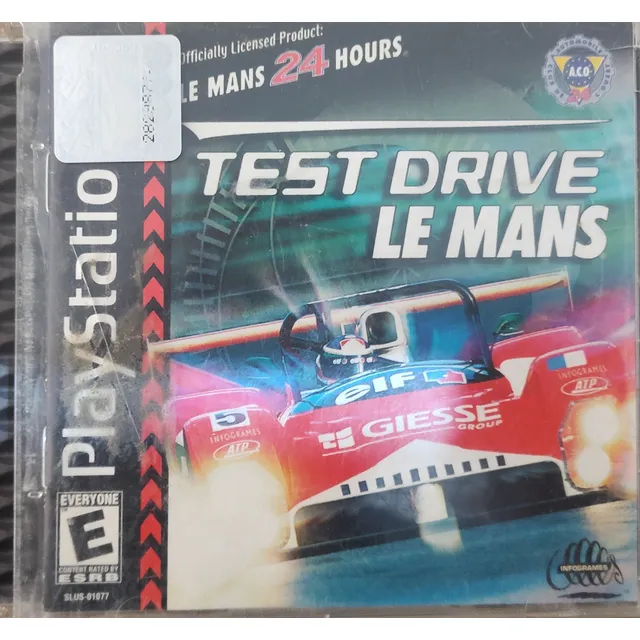 Officially Licensed Product:
LE MANS 24 HOURS
A.C.O.
TEST DRIVE
LE MANS
PlayStatio
elf
GIESSE
GROUP
5
INFOGRAMES
ATP
INFOGRAMES
ATP
EVERYONE
E
CONTENT RATED BY
ESRB
SLUS-01077
INFOGRAMES